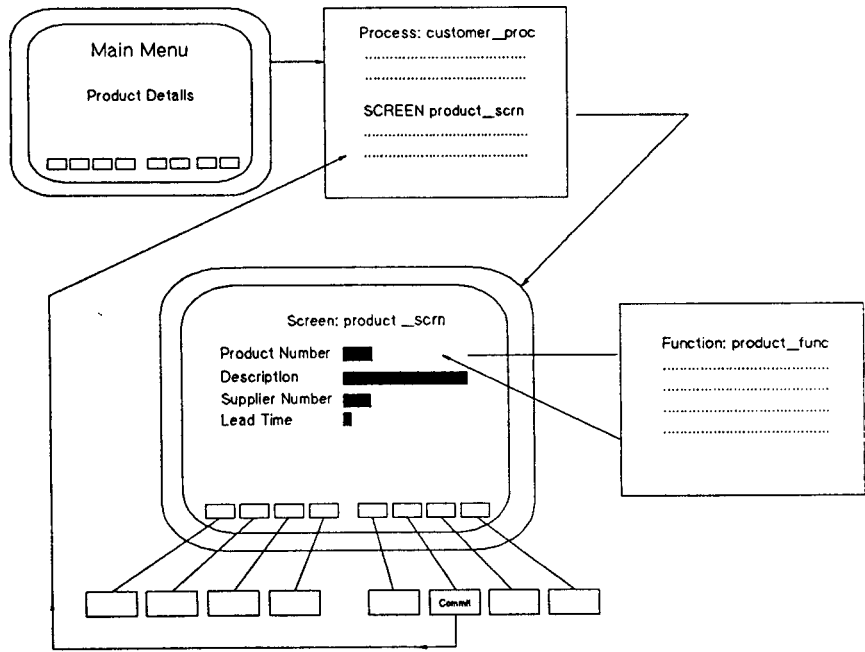 Main Menu
Product Details
Process: customer_proc
SCREEN product_scrn
Screen: product _scrn
Product Number
Description
Supplier Number
Lead Time
Function: product_func
Commit